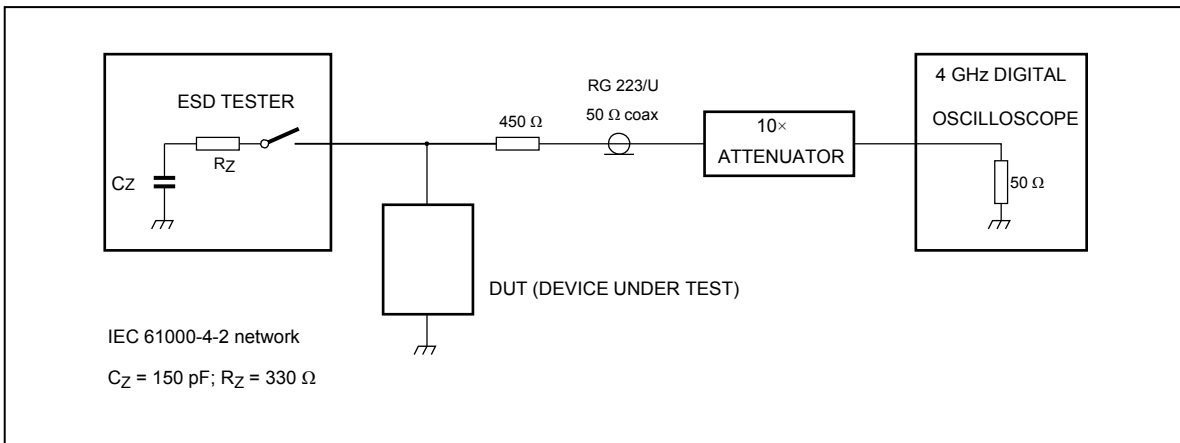 ESD TESTER
RZ
CZ
450 Ω
RG 223/U
50 Ω coax
10×
ATTENUATOR
4 GHz DIGITAL
OSCILLOSCOPE
50 Ω
DUT (DEVICE UNDER TEST)
IEC 61000-4-2 network
CZ = 150 pF; RZ = 330 Ω